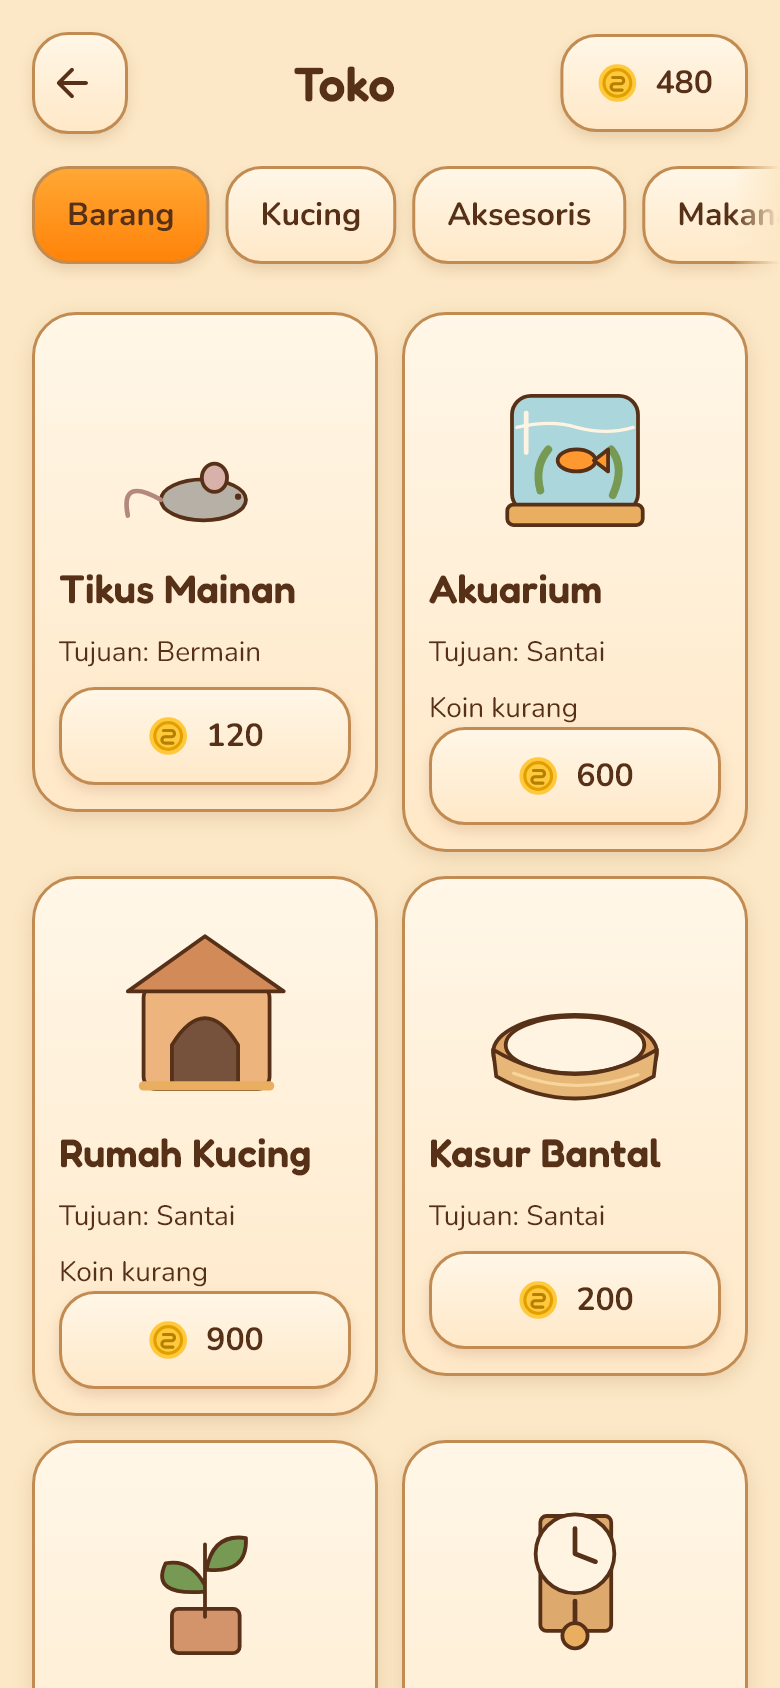 Toko
480
Barang
Kucing
Aksesoris
Makan
Tikus Mainan
Tujuan: Bermain
120
Akuarium
Tujuan: Santai
Koin kurang
600
Rumah Kucing
Tujuan: Santai
Koin kurang
900
Kasur Bantal
Tujuan: Santai
200